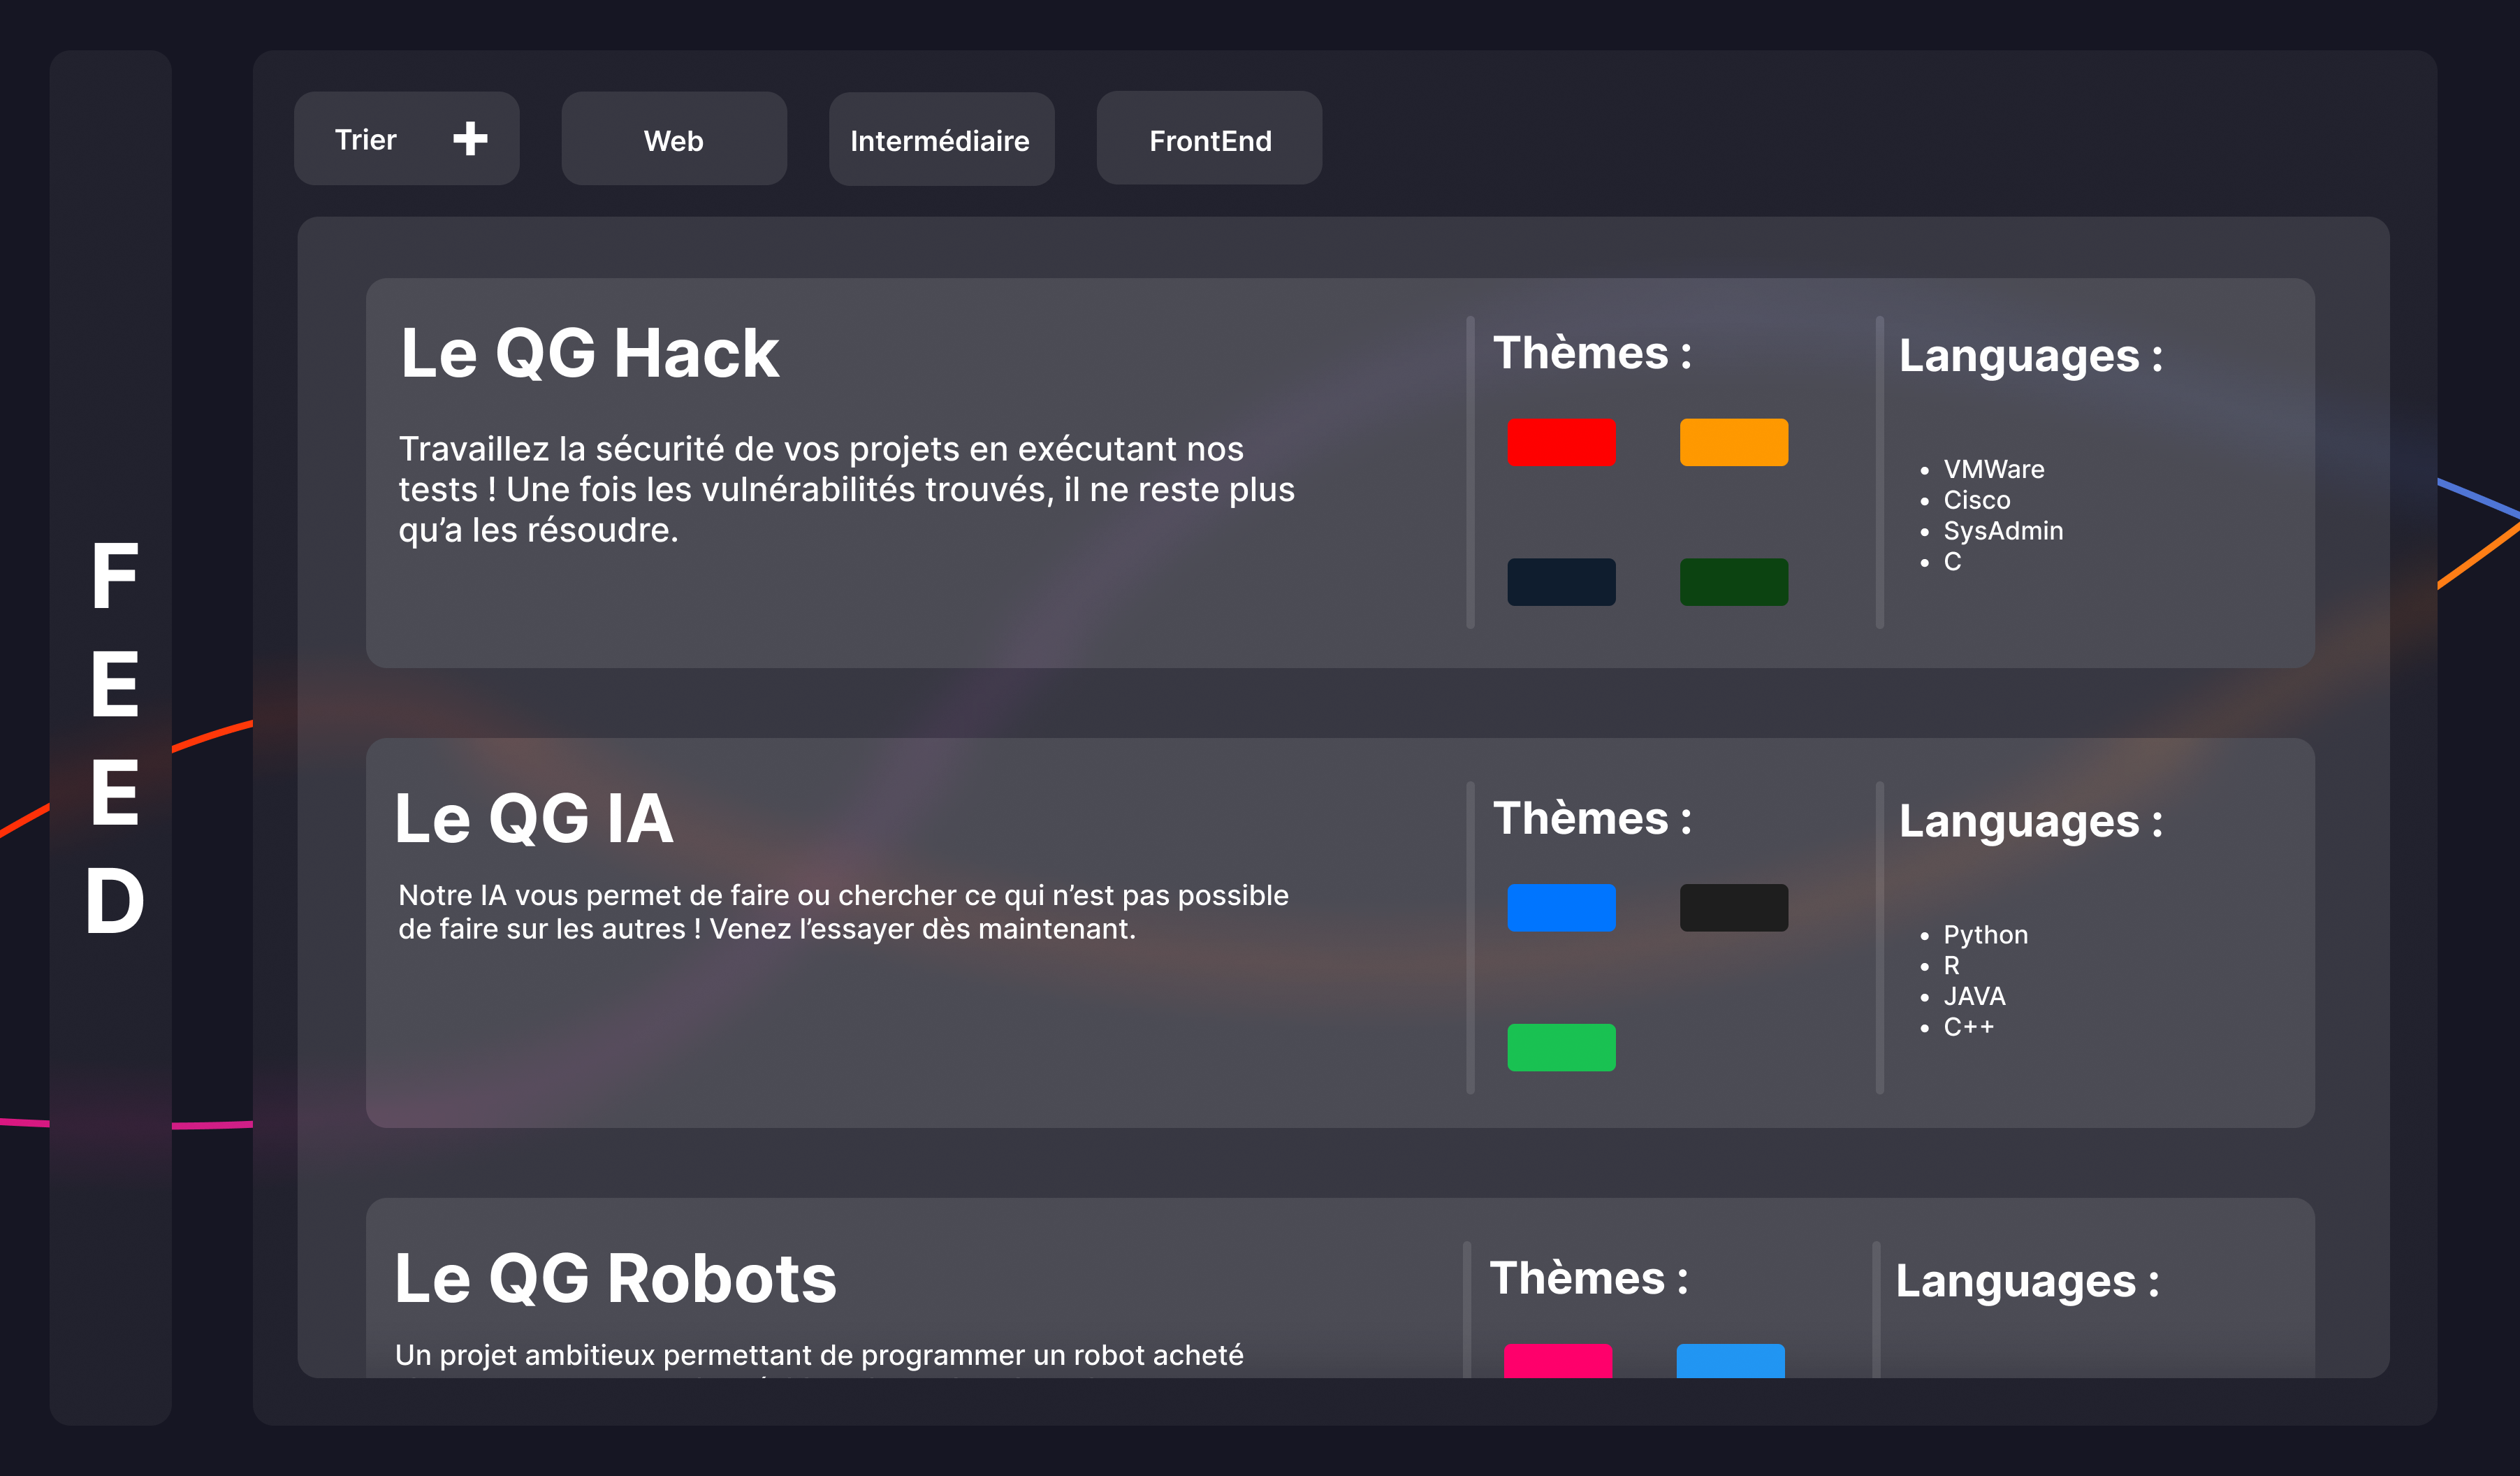 Trier
Web
Intermédiaire
FrontEnd
F
E
E
D
Le QG Hack
Travaillez la sécurité de vos projets en exécutant nos
tests ! Une fois les vulnérabilités trouvés, il ne reste plus
qu’a les résoudre.
Thèmes :
Languages :
• VMWare
• Cisco
• SysAdmin
• C
Le QG IA
Notre IA vous permet de faire ou chercher ce qui n’est pas possible
de faire sur les autres ! Venez l’essayer dès maintenant.
Thèmes :
Languages :
• Python
• R
• JAVA
• C++
Le QG Robots
Un projet ambitieux permettant de programmer un robot acheté
Thèmes :
Languages :